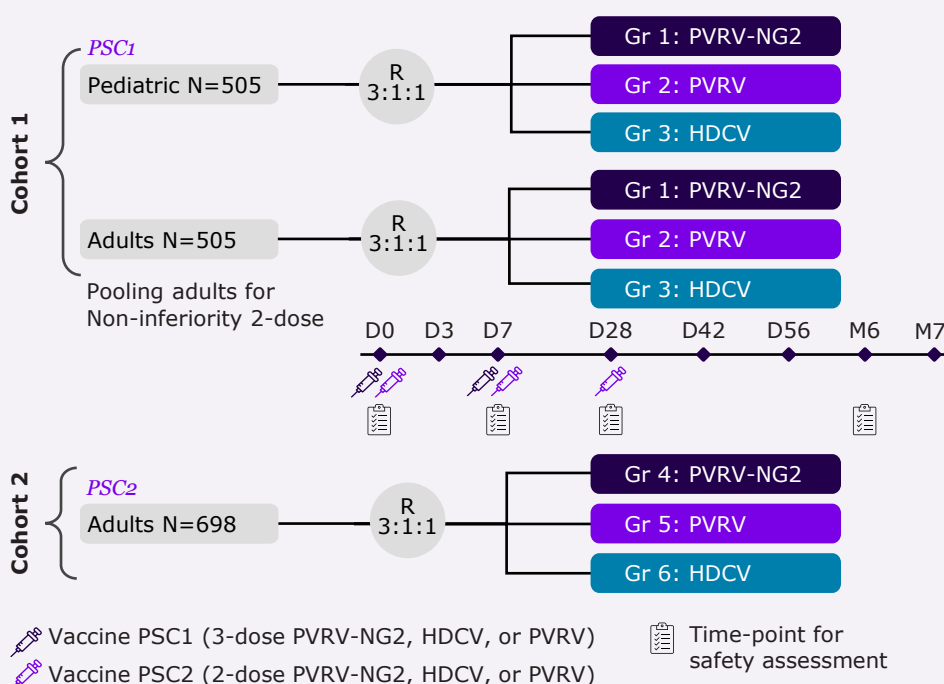 Cohort 1
PSC1
Pediatric N=505
R
3:1:1
Gr 1: PVRV-NG2
Gr 2: PVRV
Gr 3: HDCV
Adults N=505
R
3:1:1
Gr 1: PVRV-NG2
Gr 2: PVRV
Gr 3: HDCV
Pooling adults for
Non-inferiority 2-dose
D0 D3 D7 D28 D42 D56 M6 M7
Cohort 2
PSC2
Adults N=698
R
3:1:1
Gr 4: PVRV-NG2
Gr 5: PVRV
Gr 6: HDCV
Vaccine PSC1 (3-dose PVRV-NG2, HDCV, or PVRV)
Vaccine PSC2 (2-dose PVRV-NG2, HDCV, or PVRV)
Time-point for
safety assessment